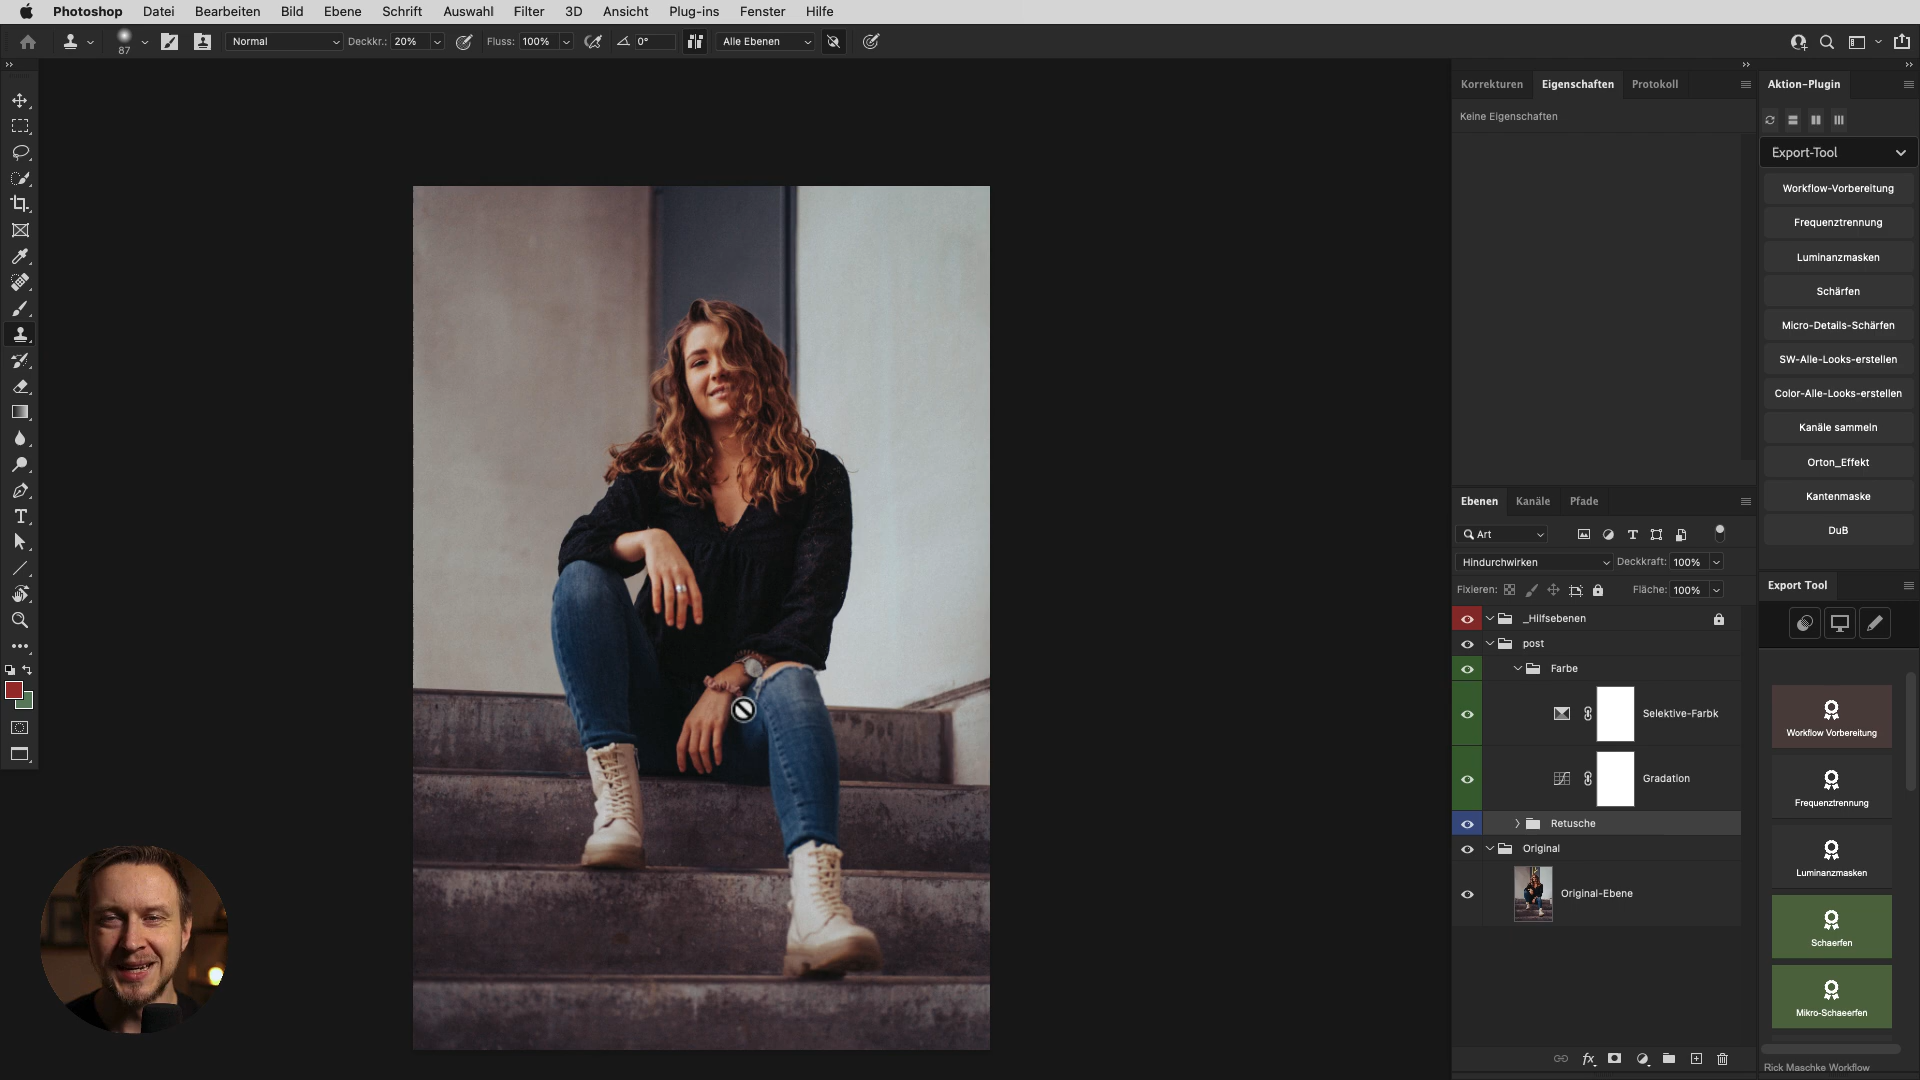 Photoshop Datei Bearbeiten Bild Ebene Schrift Auswahl Filter 3D Ansicht Plug-ins Fenster Hilfe
87 Normal Deckkr.: 20% Fluss: 100% 0° Alle Ebenen
Korrekturen Eigenschaften Protokoll
Keine Eigenschaften
Aktion-Plugin
Export-Tool
Workflow-Vorbereitung
Frequenztrennung
Luminanzmasken
Schärfen
Micro-Details-Schärfen
SW-Alle-Looks-erstellen
Color-Alle-Looks-erstellen
Kanäle sammeln
Orton_Effekt
Kantenmaske
DuB
Ebenen Kanäle Pfade
Art
Hindurchwirken Deckkraft: 100%
Fixieren: Fläche: 100%
_Hilfsebenen
post
Farbe
Selektive-Farbk
Gradation
Retusche
Original
Original-Ebene
Export Tool
Workflow Vorbereitung
Frequenztrennung
Luminanzmasken
Schaerfen
Mikro-Schaeerfen
Rick Maschke Workflow